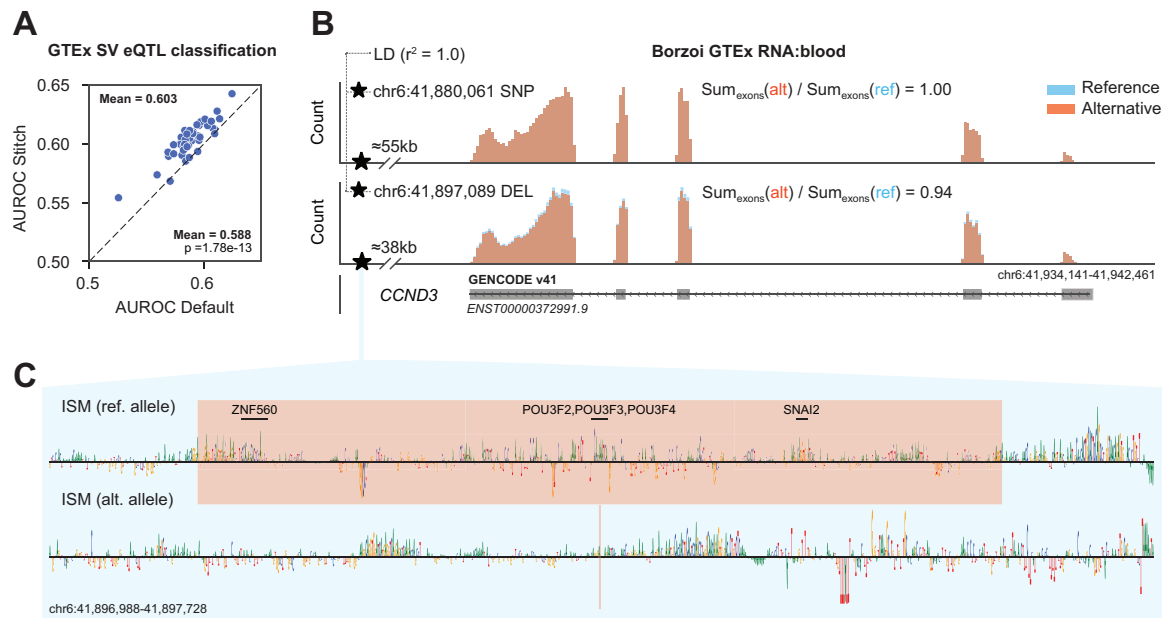 A
GTEx SV eQTL classification
Mean = 0.603
Mean = 0.588
p =1.78e-13
0.65
0.60
0.55
0.50
0.5
0.6
AUROC Stitch
AUROC Default
B
Borzoi GTEx RNA:blood
LD (r² = 1.0)
chr6:41,880,061 SNP
Sum_exons(alt) / Sum_exons(ref) = 1.00
Reference
Alternative
Count
≈55kb
chr6:41,897,089 DEL
Sum_exons(alt) / Sum_exons(ref) = 0.94
Count
≈38kb
chr6:41,934,141-41,942,461
GENCODE v41
CCND3
ENST00000372991.9
C
ISM (ref. allele)
ZNF560
POU3F2,POU3F3,POU3F4
SNAI2
ISM (alt. allele)
chr6:41,896,988-41,897,728